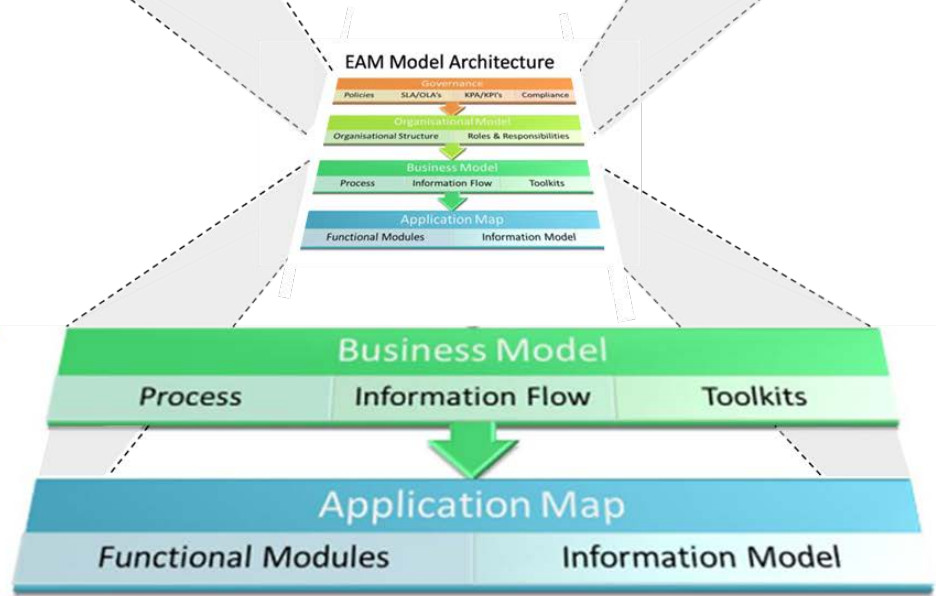 EAM Model Architecture
Governance
Policies SLA/OLA's KPA/KPI's Compliance
Organisational Model
Organisational Structure Roles & Responsibilities
Business Model
Process Information Flow Toolkits
Application Map
Functional Modules Information Model
Business Model
Process Information Flow Toolkits
Application Map
Functional Modules Information Model